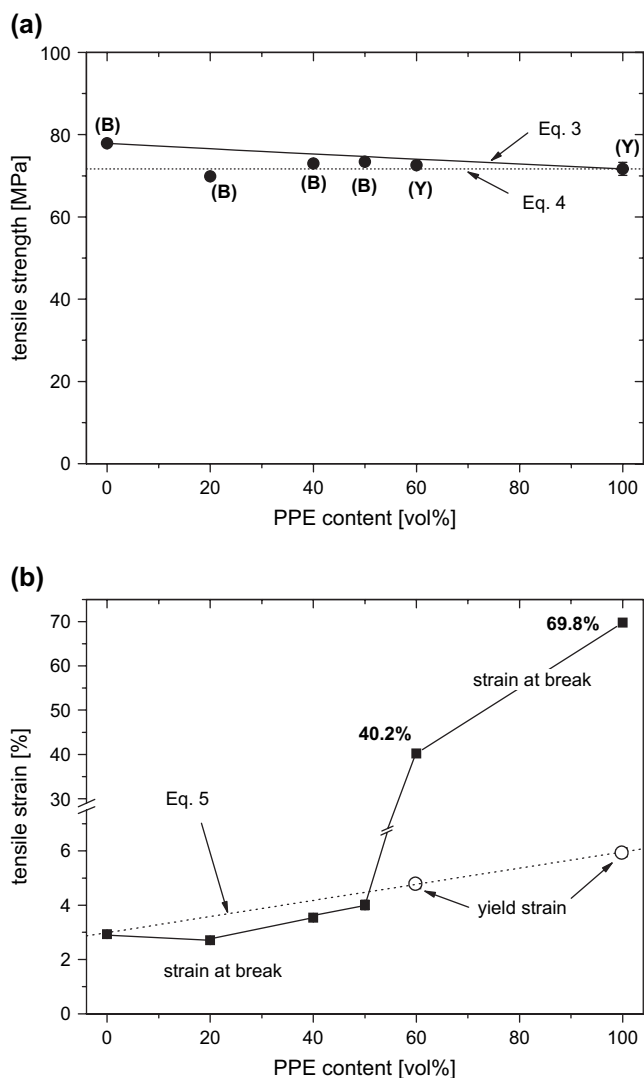 (a)
100
80
60
40
20
0
tensile strength [MPa]
(B)
(B)
(B)
(B)
(Y)
(Y)
Eq. 3
Eq. 4
0 20 40 60 80 100
PPE content [vol%]
(b)
70
60
50
40
30
6
4
2
0
tensile strain [%]
69.8%
strain at break
40.2%
Eq. 5
yield strain
strain at break
0 20 40 60 80 100
PPE content [vol%]